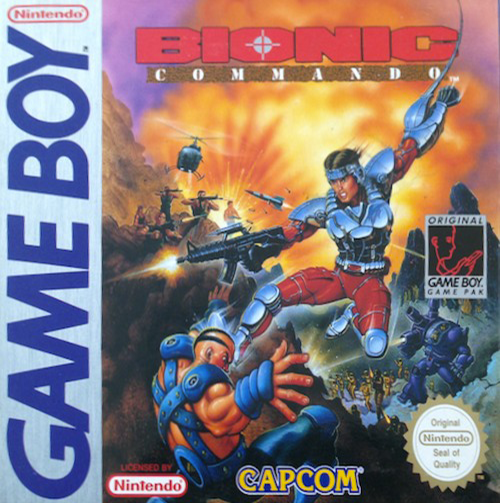 Nintendo
GAME BOY
BIONIC
COMMANDO
TM
ORIGINAL
GAME BOY
GAME PAK
Original
Nintendo
Seal of
Quality
LICENSED BY
Nintendo
CAPCOM